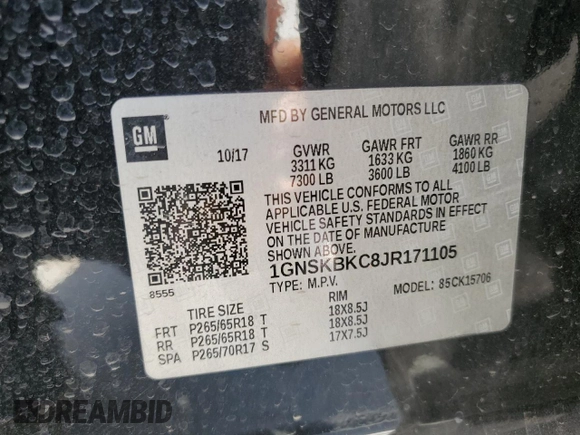 GM
MFD BY GENERAL MOTORS LLC
10/17
GVWR GAWR FRT GAWR RR
3311 KG 1633 KG 1860 KG
7300 LB 3600 LB 4100 LB
THIS VEHICLE CONFORMS TO ALL
APPLICABLE U.S. FEDERAL MOTOR
VEHICLE SAFETY STANDARDS IN EFFECT
ON THE DATE OF MANUFACTURE
SHOWN ABOVE.
1GNSKBKC8JR171105
8555
TYPE: M.P.V. MODEL: 85CK15706
TIRE SIZE RIM
FRT P265/65R18 T 18X8.5J
RR P265/65R18 T 18X8.5J
SPA P265/70R17 S 17X7.5J
DREAMBID